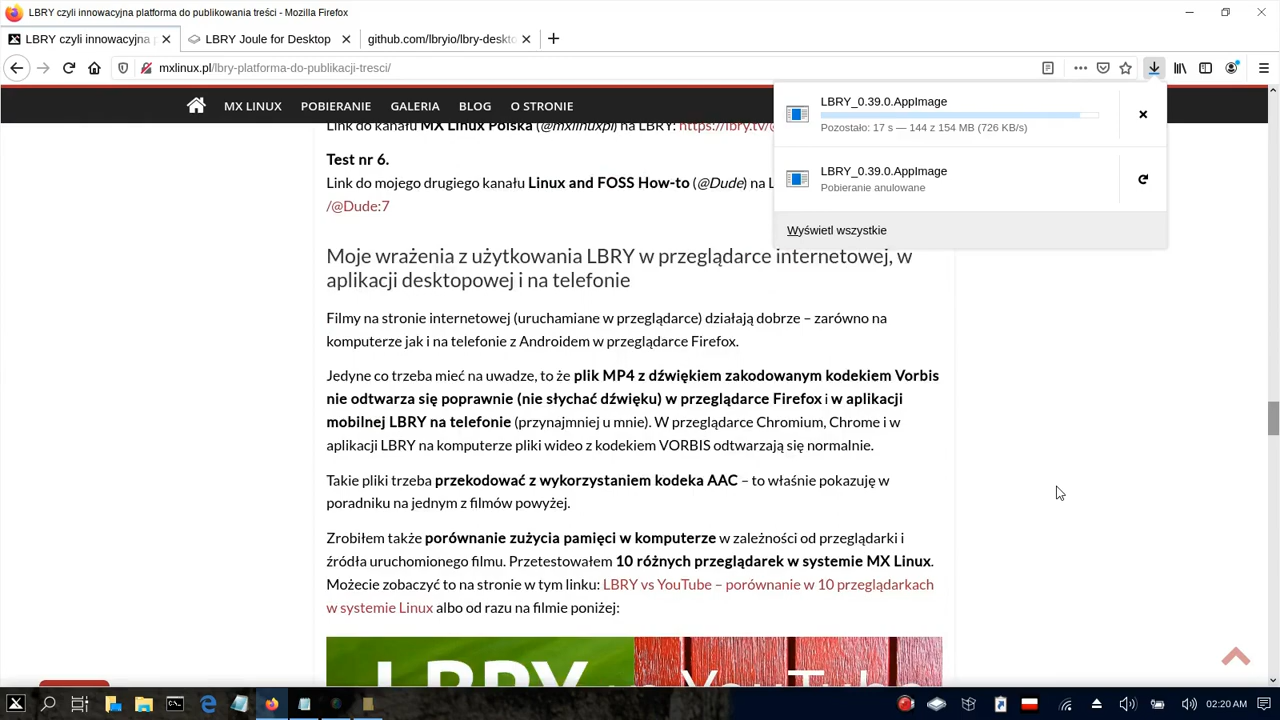 LBRY czyli innowacyjna platforma do publikowania treści - Mozilla Firefox
LBRY czyli innowacyjna p
LBRY Joule for Desktop
github.com/lbryio/lbry-deskto
mxlinux.pl/lbry-platforma-do-publikacji-tresci/
MX LINUX
POBIERANIE
GALERIA
BLOG
O STRONIE
LBRY_0.39.0.AppImage
Pozostało: 17 s — 144 z 154 MB (726 KB/s)
LBRY_0.39.0.AppImage
Pobieranie anulowane
Wyświetl wszystkie
Link do kanału MX Linux Polska (@mxlinuxpl) na LBRY: https://lbry.tv/@
Test nr 6.
Link do mojego drugiego kanału Linux and FOSS How-to (@Dude) na L
/@Dude:7
Moje wrażenia z użytkowania LBRY w przeglądarce internetowej, w
aplikacji desktopowej i na telefonie
Filmy na stronie internetowej (uruchamiane w przeglądarce) działają dobrze – zarówno na
komputerze jak i na telefonie z Androidem w przeglądarce Firefox.
Jedyne co trzeba mieć na uwadze, to że plik MP4 z dźwiękiem zakodowanym kodekiem Vorbis
nie odtwarza się poprawnie (nie słychać dźwięku) w przeglądarce Firefox i w aplikacji
mobilnej LBRY na telefonie (przynajmniej u mnie). W przeglądarce Chromium, Chrome i w
aplikacji LBRY na komputerze pliki wideo z kodekiem VORBIS odtwarzają się normalnie.
Takie pliki trzeba przekodować z wykorzystaniem kodeka AAC – to właśnie pokazuję w
poradniku na jednym z filmów powyżej.
Zrobiłem także porównanie zużycia pamięci w komputerze w zależności od przeglądarki i
źródła uruchomionego filmu. Przetestowałem 10 różnych przeglądarek w systemie MX Linux.
Możecie zobaczyć to na stronie w tym linku: LBRY vs YouTube – porównanie w 10 przeglądarkach
w systemie Linux albo od razu na filmie poniżej:
LBRY vs YouTube
02:20 AM